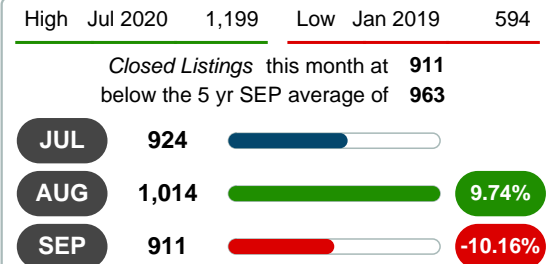 High Jul 2020 1,199 Low Jan 2019 594
Closed Listings this month at 911
below the 5 yr SEP average of 963
JUL 924
AUG 1,014 9.74%
SEP 911 -10.16%